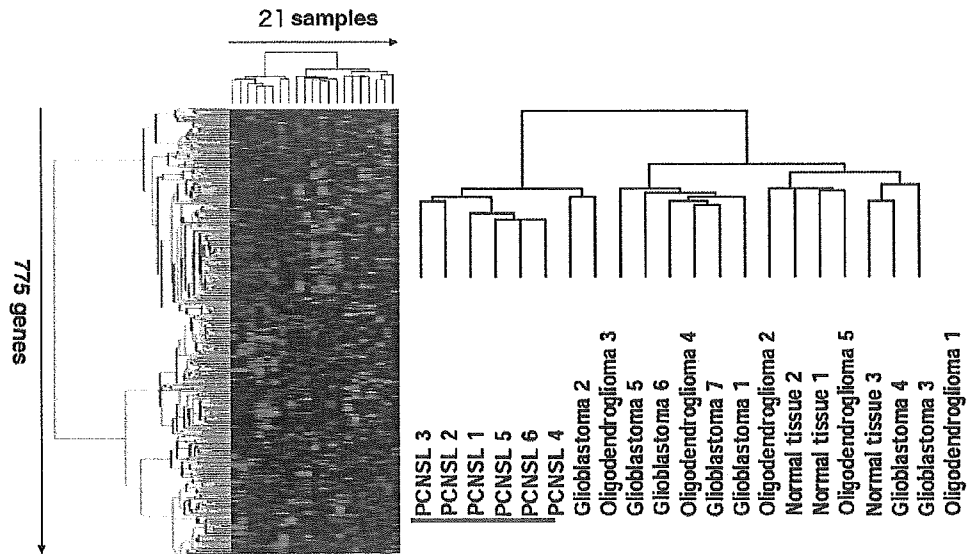 21 samples
775 genes
PCNSL 3
PCNSL 2
PCNSL 1
PCNSL 5
PCNSL 6
PCNSL 4
Glioblastoma 2
Oligodendroglioma 3
Glioblastoma 5
Glioblastoma 6
Oligodendroglioma 4
Glioblastoma 7
Glioblastoma 1
Oligodendroglioma 2
Normal tissue 2
Normal tissue 1
Oligodendroglioma 5
Normal tissue 3
Glioblastoma 4
Glioblastoma 3
Oligodendroglioma 1